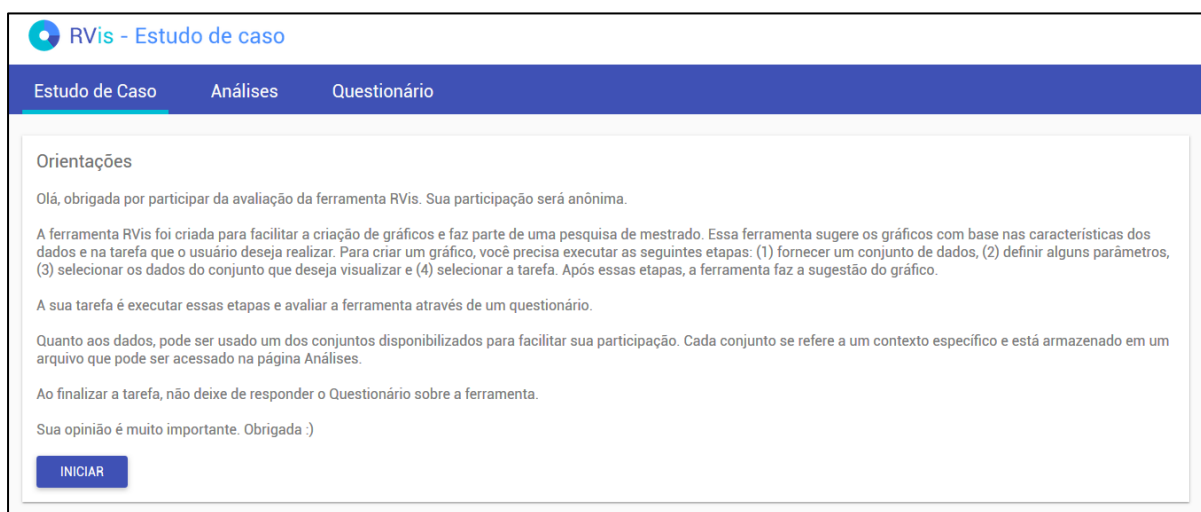 RVis - Estudo de caso
Estudo de Caso Análises Questionário
Orientações
Olá, obrigada por participar da avaliação da ferramenta RVis. Sua participação será anônima.
A ferramenta RVis foi criada para facilitar a criação de gráficos e faz parte de uma pesquisa de mestrado. Essa ferramenta sugere os gráficos com base nas características dos
dados e na tarefa que o usuário deseja realizar. Para criar um gráfico, você precisa executar as seguintes etapas: (1) fornecer um conjunto de dados, (2) definir alguns parâmetros,
(3) selecionar os dados do conjunto que deseja visualizar e (4) selecionar a tarefa. Após essas etapas, a ferramenta faz a sugestão do gráfico.
A sua tarefa é executar essas etapas e avaliar a ferramenta através de um questionário.
Quanto aos dados, pode ser usado um dos conjuntos disponibilizados para facilitar sua participação. Cada conjunto se refere a um contexto específico e está armazenado em um
arquivo que pode ser acessado na página Análises.
Ao finalizar a tarefa, não deixe de responder o Questionário sobre a ferramenta.
Sua opinião é muito importante. Obrigada :)
INICIAR